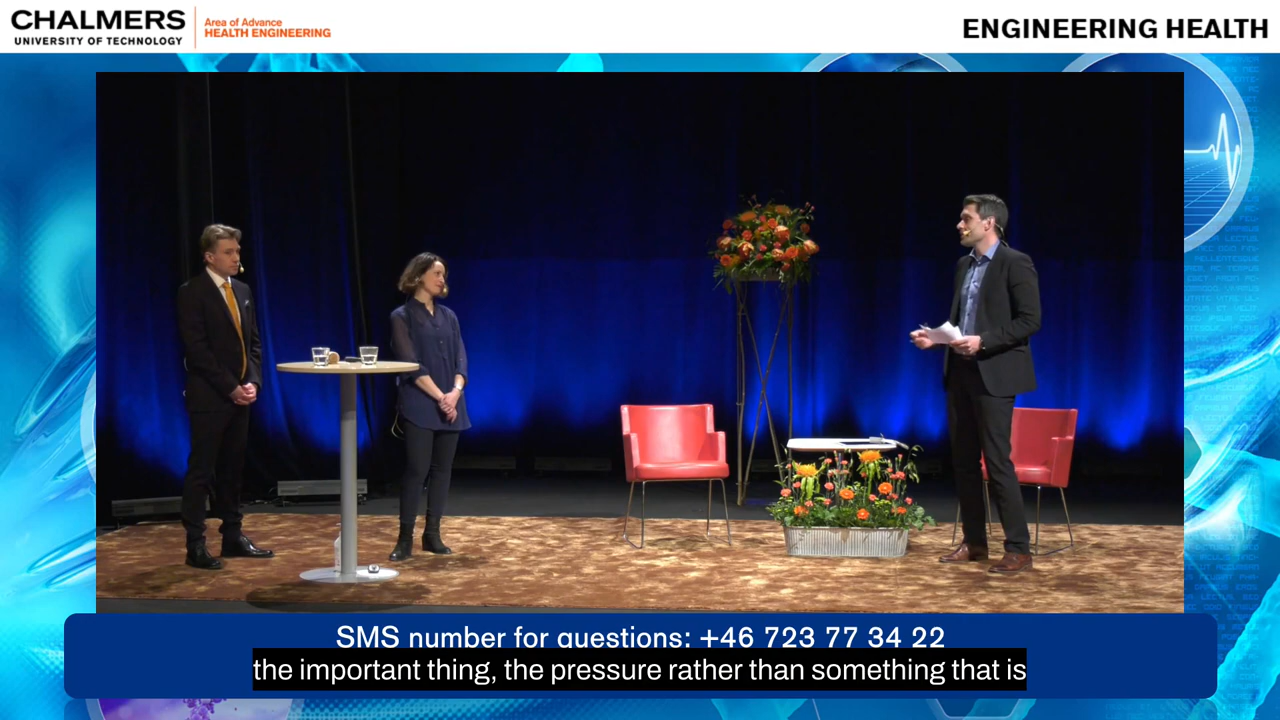 CHALMERS
UNIVERSITY OF TECHNOLOGY
Area of Advance
HEALTH ENGINEERING
ENGINEERING HEALTH
SMS number for questions: +46 723 77 34 22
the important thing, the pressure rather than something that is